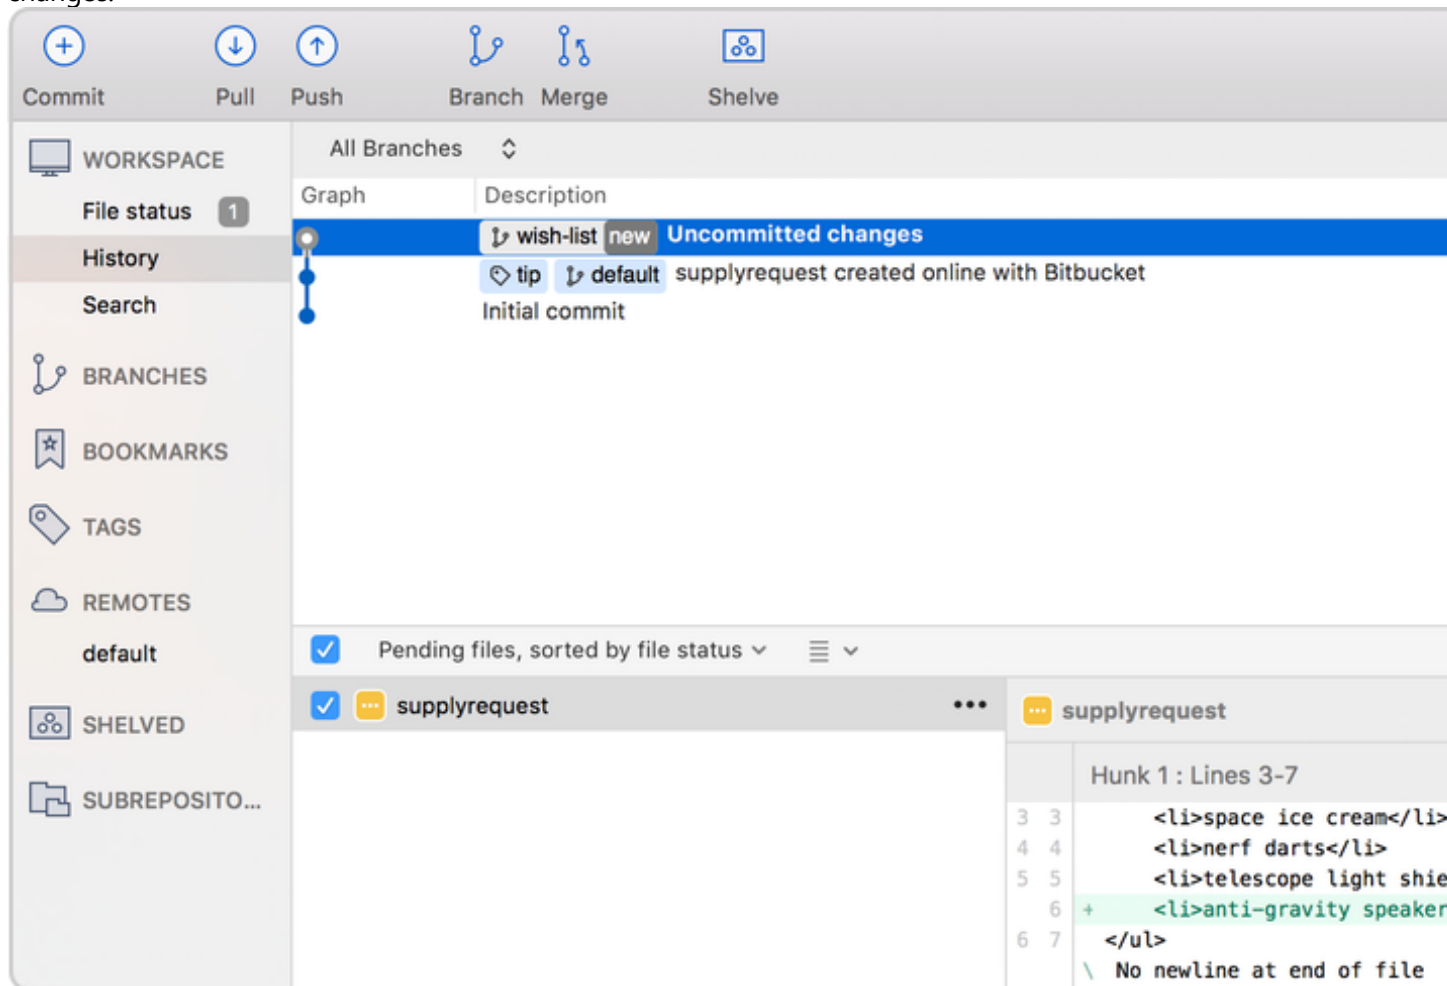 changes.
Commit Pull Push Branch Merge Shelve
WORKSPACE
File status 1
History
Search
BRANCHES
BOOKMARKS
TAGS
REMOTES
default
SHELVED
SUBREPOSITO...
All Branches
Graph Description
wish-list new Uncommitted changes
tip default supplyrequest created online with Bitbucket
Initial commit
Pending files, sorted by file status
supplyrequest •••
supplyrequest
Hunk 1 : Lines 3-7
3 3 <li>space ice cream</li>
4 4 <li>nerf darts</li>
5 5 <li>telescope light shie
6 + <li>anti-gravity speaker
6 7 </ul>
\ No newline at end of file